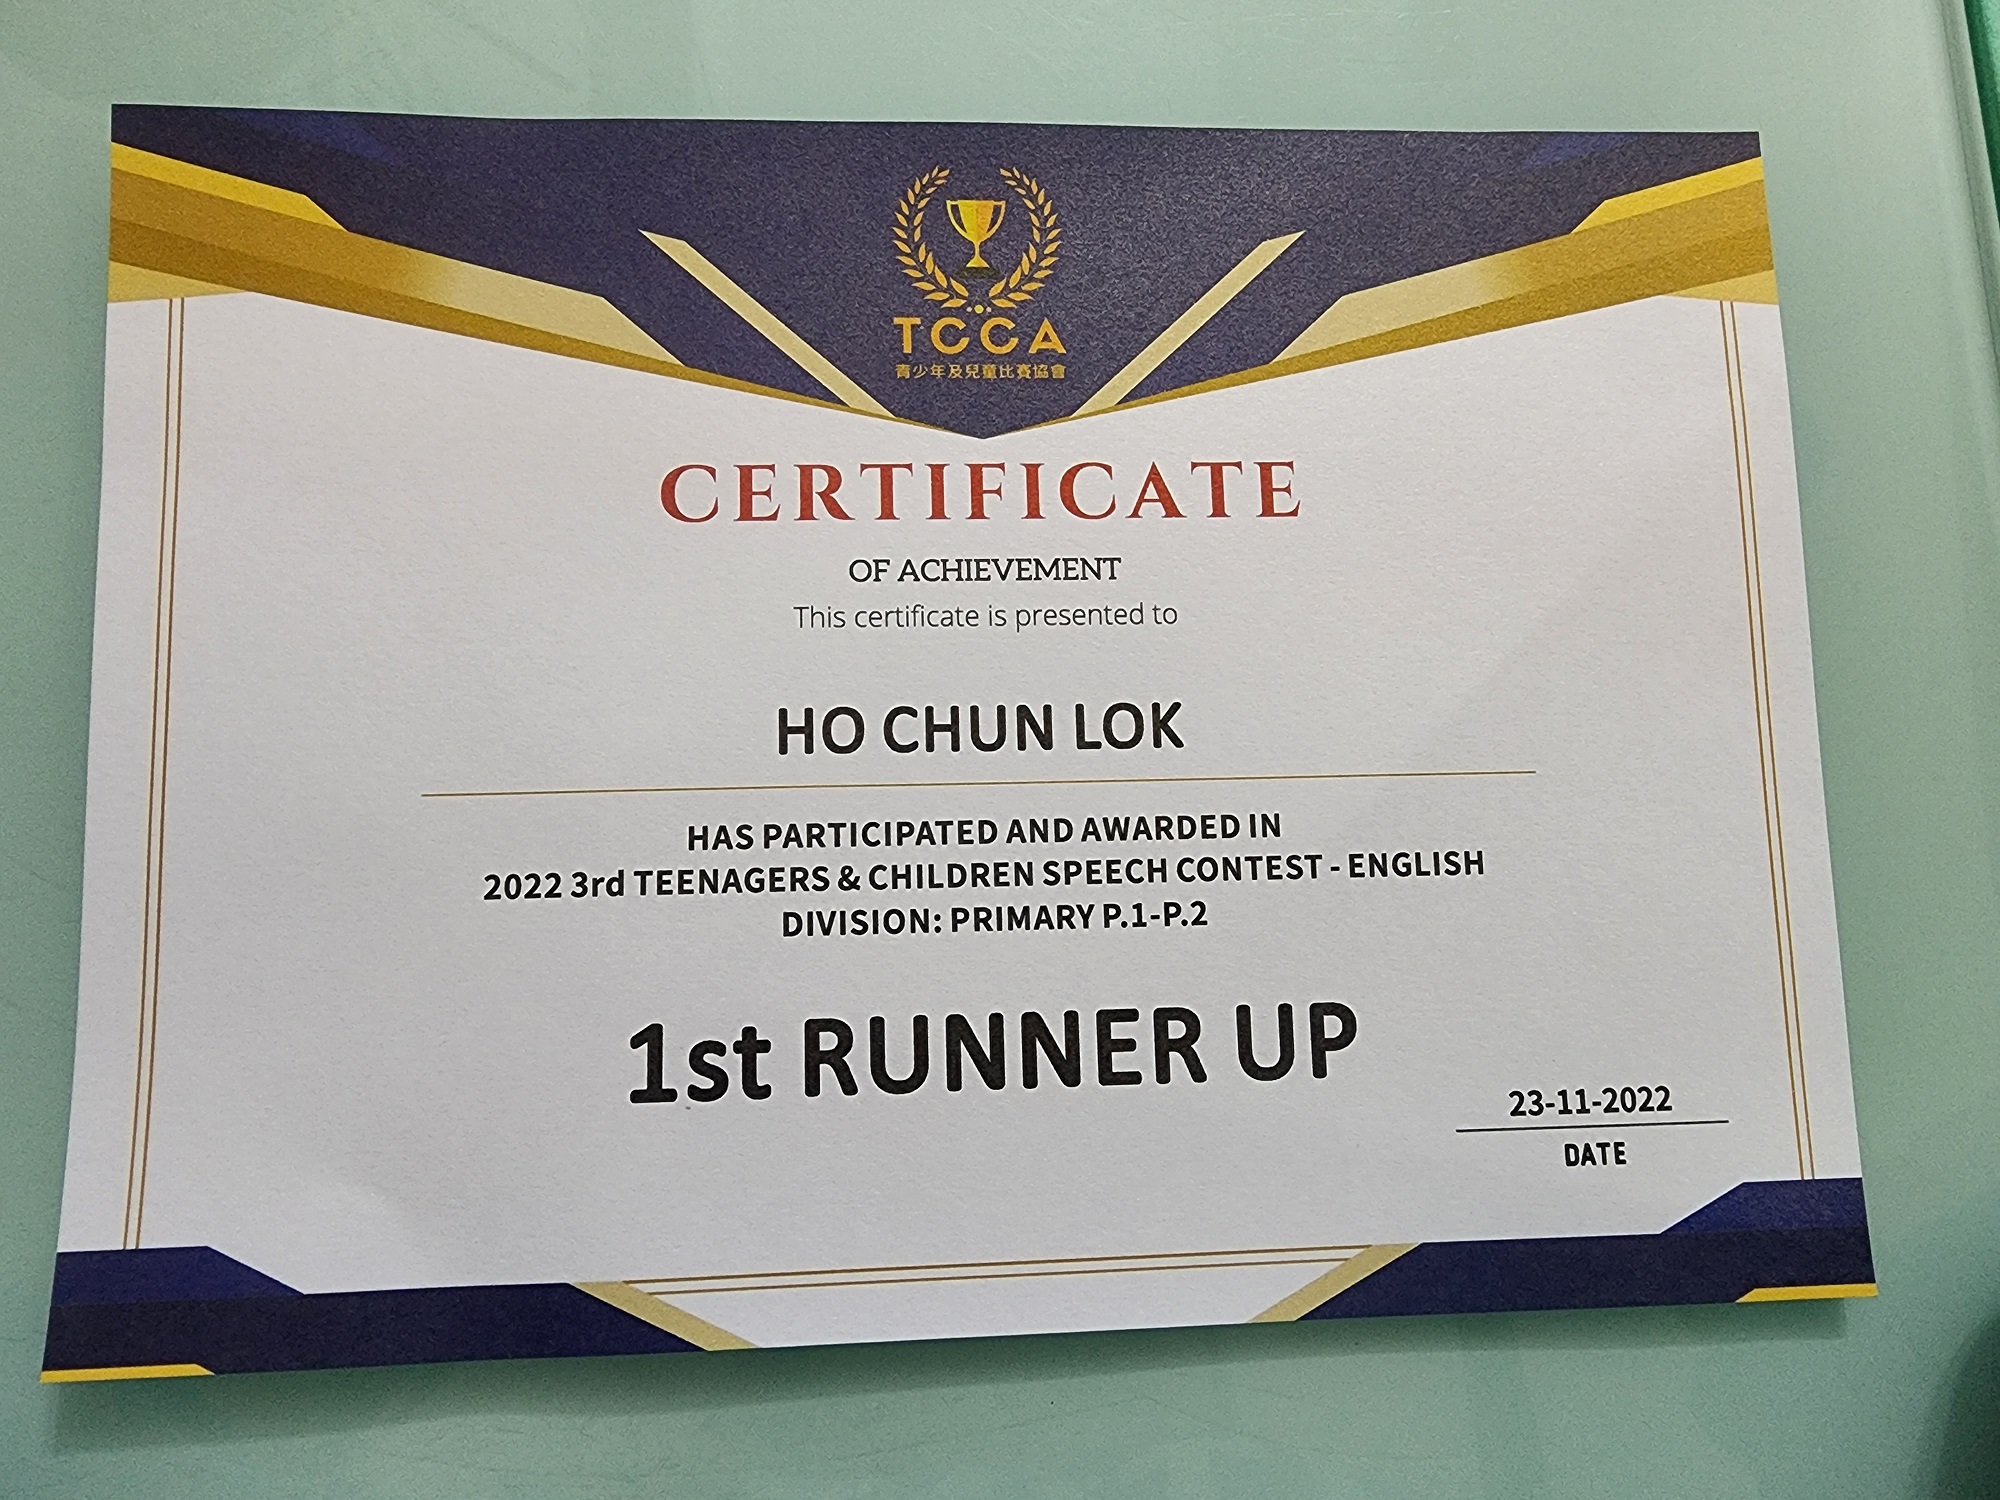 TCCA
青少年及兒童比賽協會
CERTIFICATE
OF ACHIEVEMENT
This certificate is presented to
HO CHUN LOK
HAS PARTICIPATED AND AWARDED IN
2022 3rd TEENAGERS & CHILDREN SPEECH CONTEST - ENGLISH
DIVISION: PRIMARY P.1-P.2
1st RUNNER UP
23-11-2022
DATE